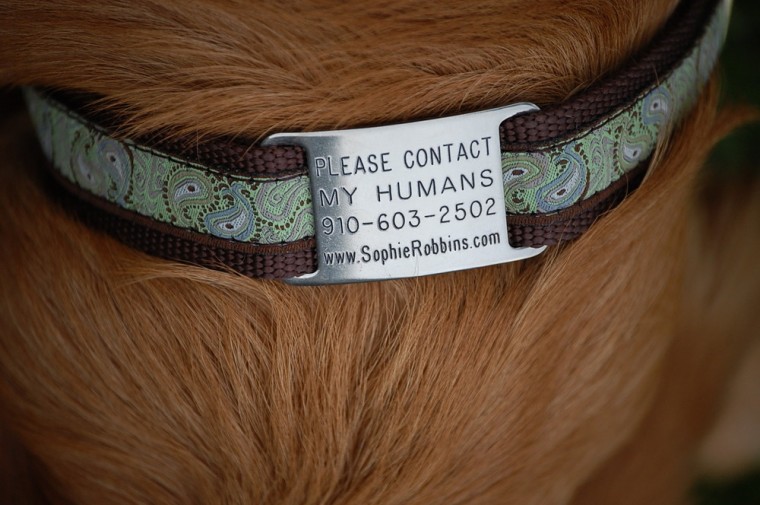 PLEASE CONTACT
MY HUMANS
910-603-2502
www.SophieRobbins.com